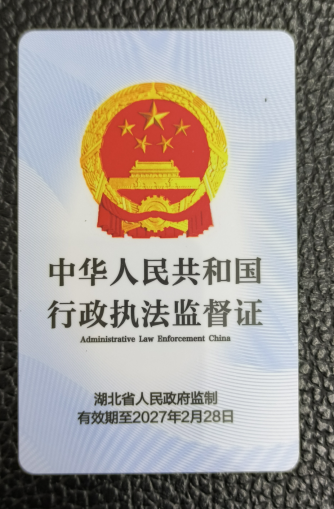 中华人民共和国
行政执法监督证
Administrative Law Enforcement China
湖北省人民政府监制
有效期至2027年2月28日